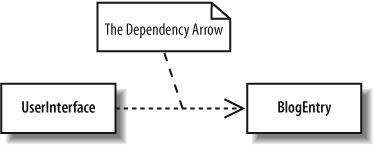 The Dependency Arrow
UserInterface
BlogEntry